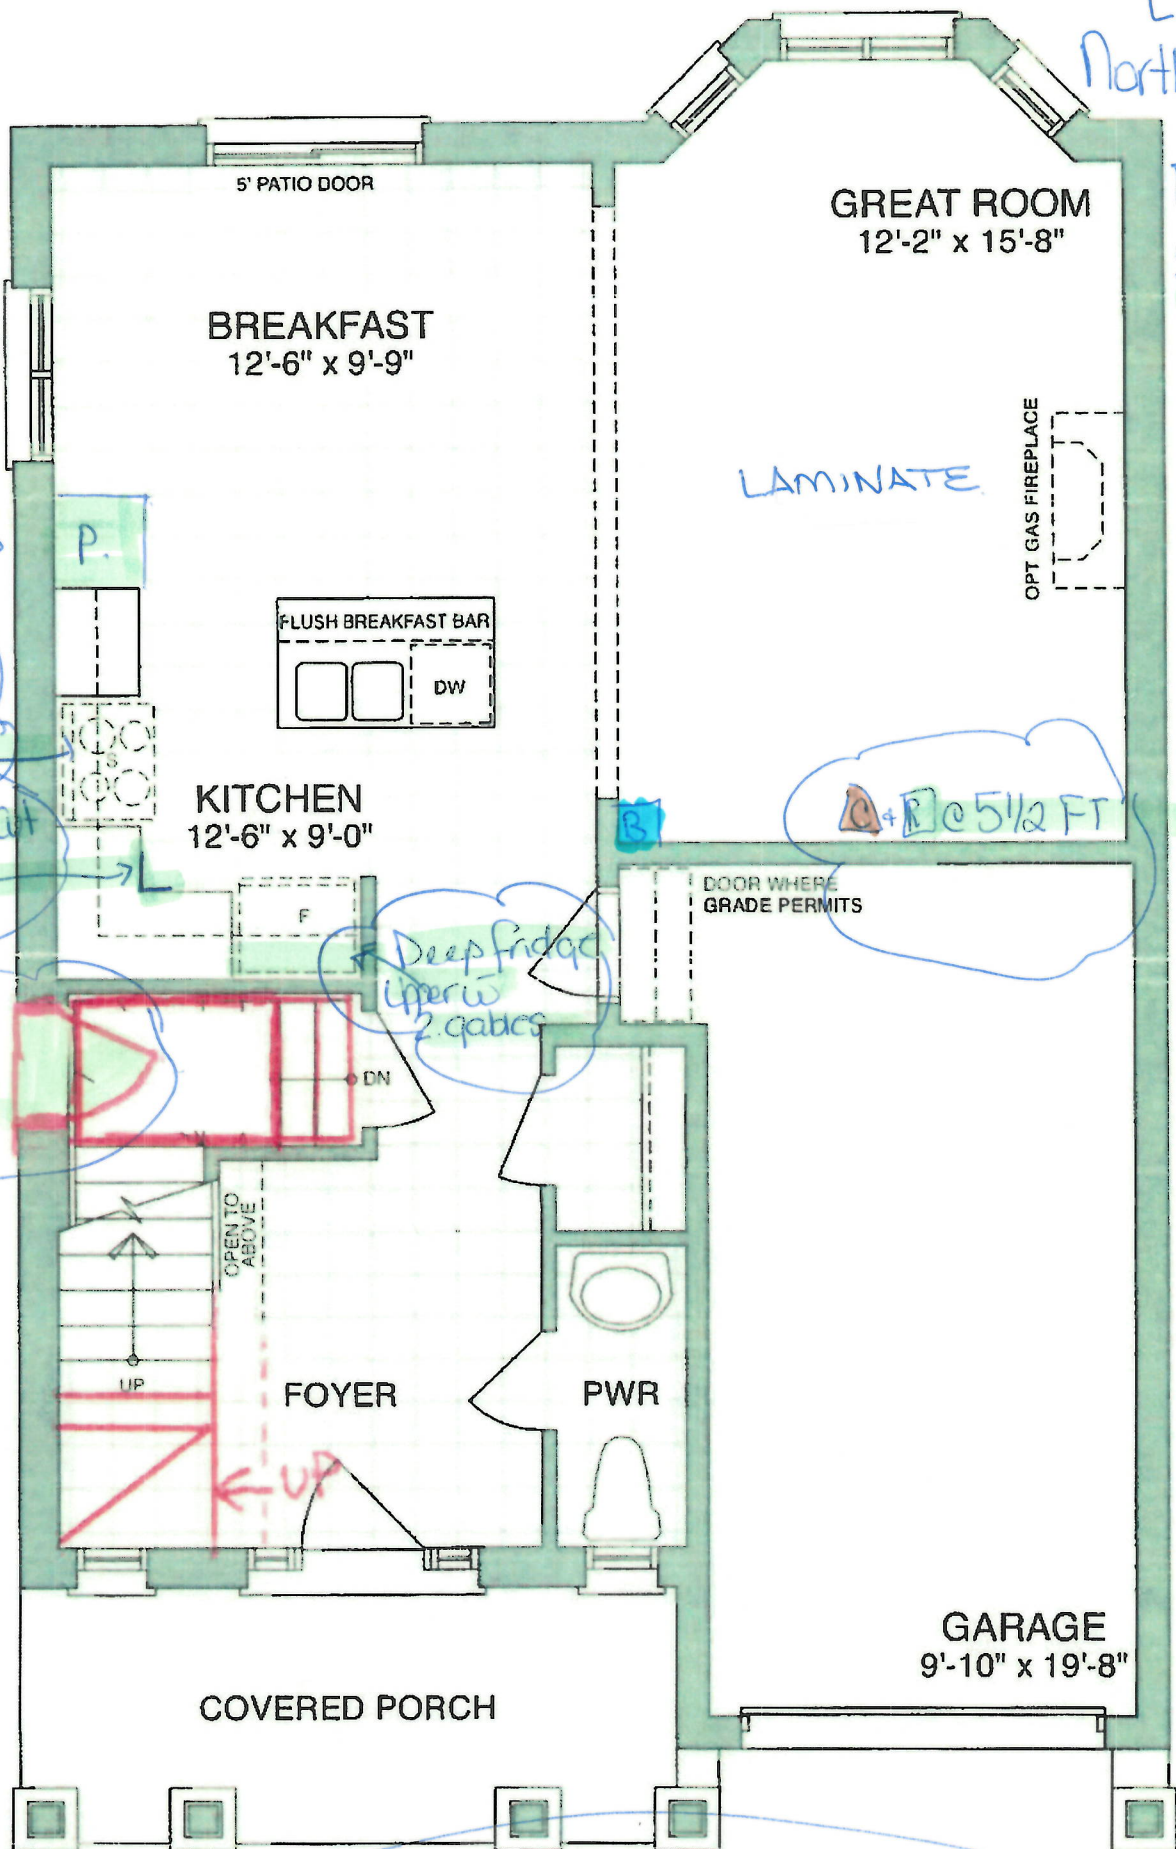 5' PATIO DOOR
GREAT ROOM
12'-2" x 15'-8"
BREAKFAST
12'-6" x 9'-9"
LAMINATE
OPT GAS FIREPLACE
P.
FLUSH BREAKFAST BAR
DW
S
KITCHEN
12'-6" x 9'-0"
B
C + R @ 5 1/2 FT
L
F
DOOR WHERE
GRADE PERMITS
Deep fridge
Upper w
2 gables
DN
OPEN TO
ABOVE
UP
FOYER
PWR
← UP
GARAGE
9'-10" x 19'-8"
COVERED PORCH